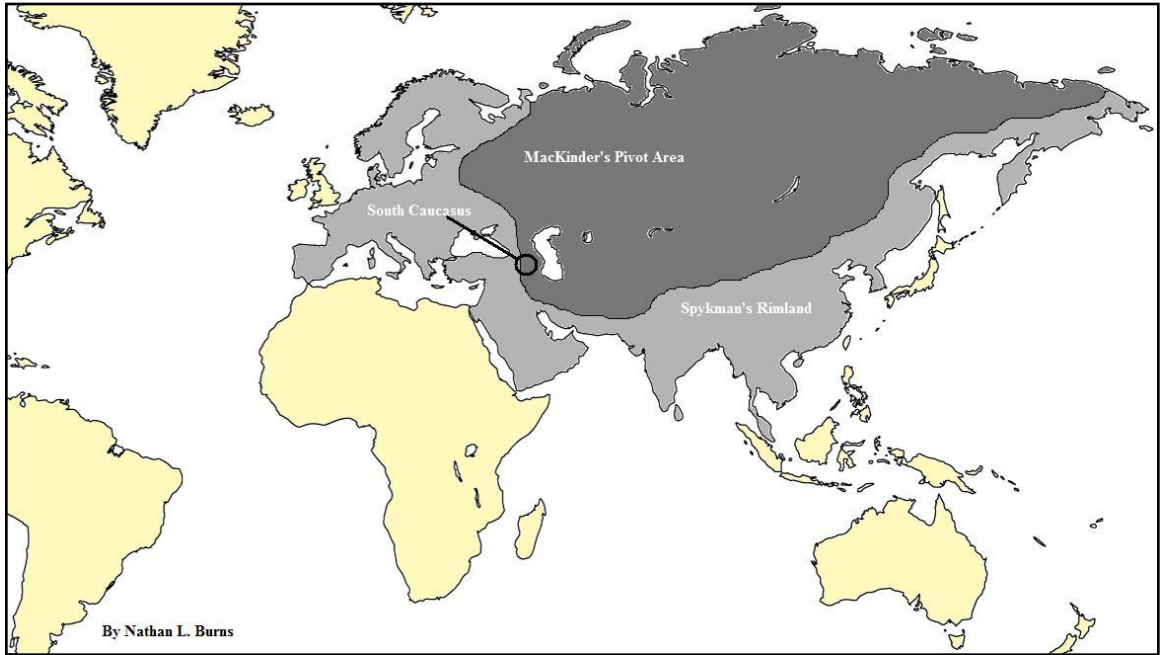 MacKinder's Pivot Area
South Caucasus
Spykman's Rimland
By Nathan L. Burns